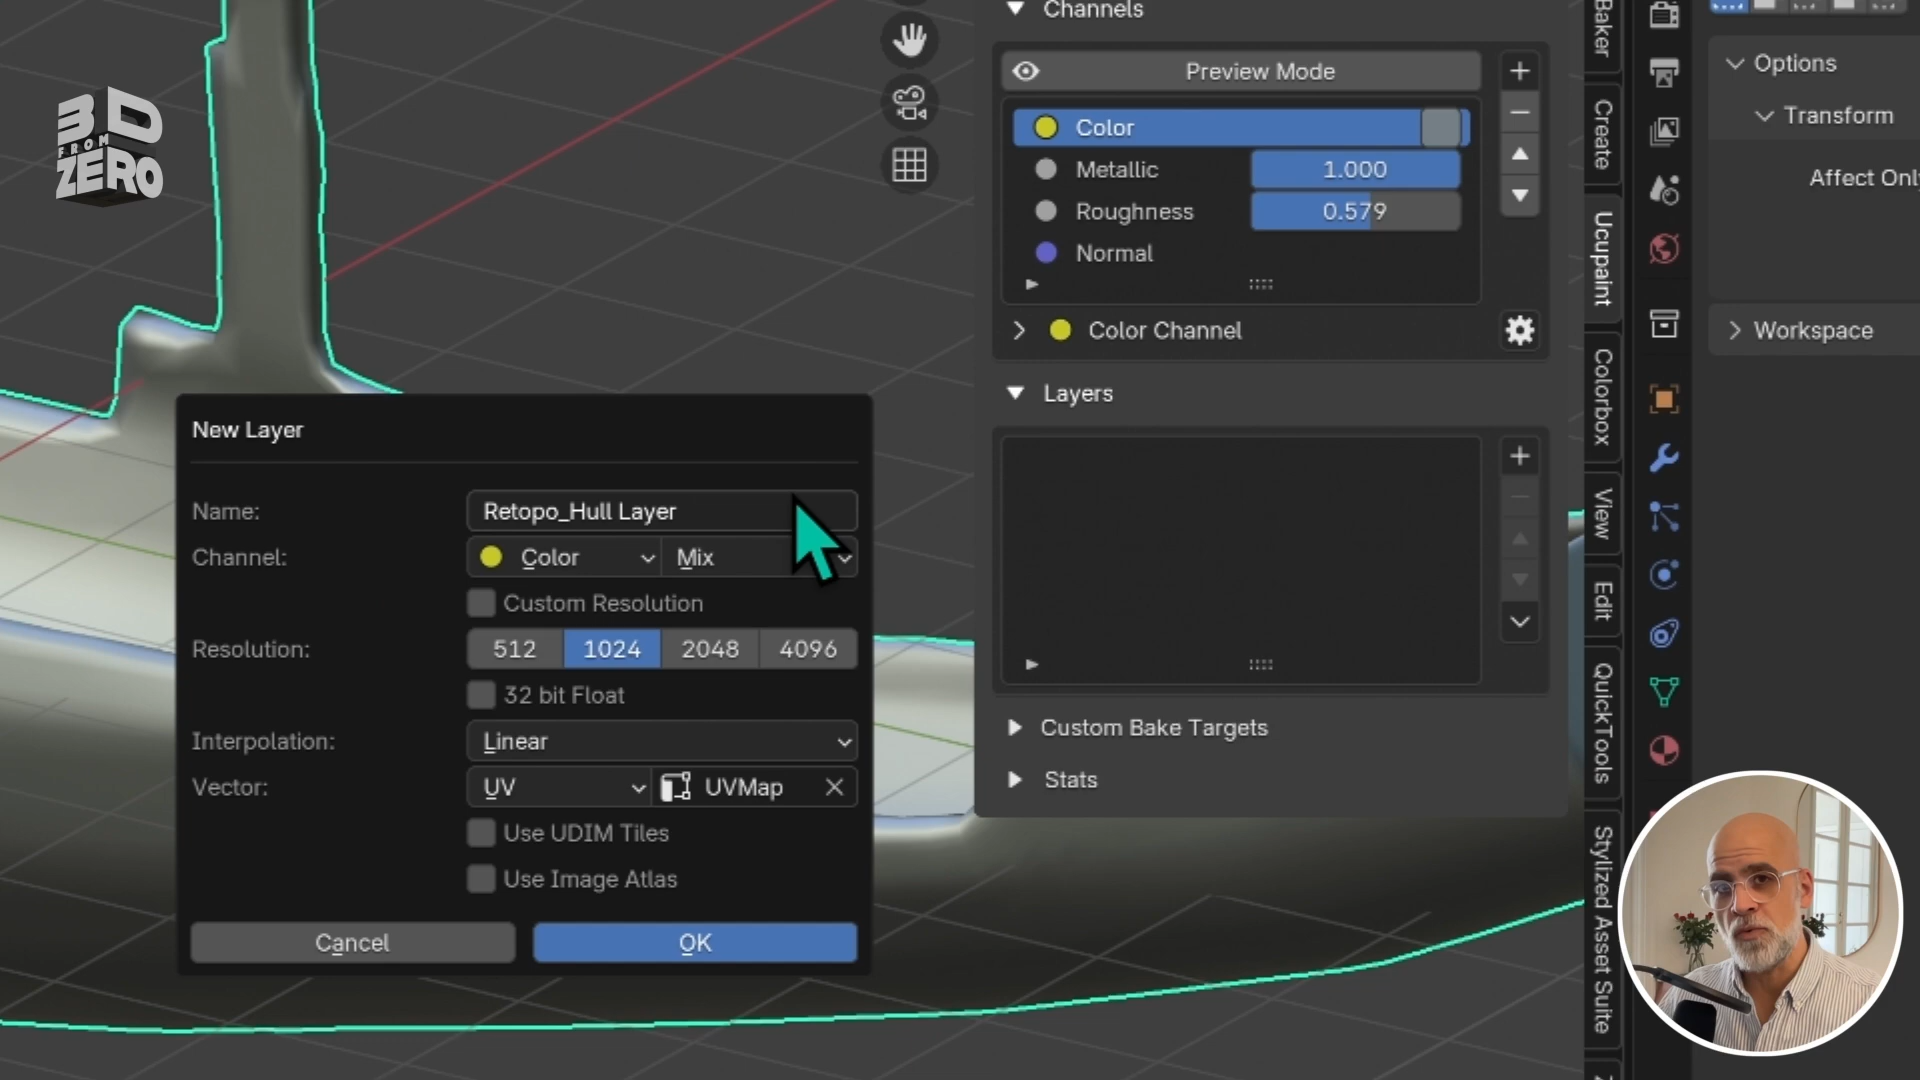 3D
FROM
ZERO
Channels
Preview Mode
Color
Metallic 1.000
Roughness 0.579
Normal
Color Channel
Layers
Custom Bake Targets
Stats
New Layer
Name: Retopo_Hull Layer
Channel: Color Mix
Custom Resolution
Resolution: 512 1024 2048 4096
32 bit Float
Interpolation: Linear
Vector: UV UVMap
Use UDIM Tiles
Use Image Atlas
Cancel OK
Baker
Create
Ucupaint
Colorbox
View
Edit
QuickTools
Stylized Asset Suite
Options
Transform
Affect Onl
Workspace